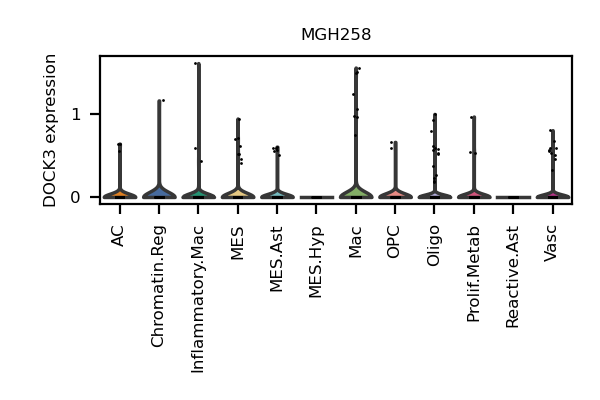 MGH258
DOCK3 expression
1
0
AC
Chromatin.Reg
Inflammatory.Mac
MES
MES.Ast
MES.Hyp
Mac
OPC
Oligo
Prolif.Metab
Reactive.Ast
Vasc